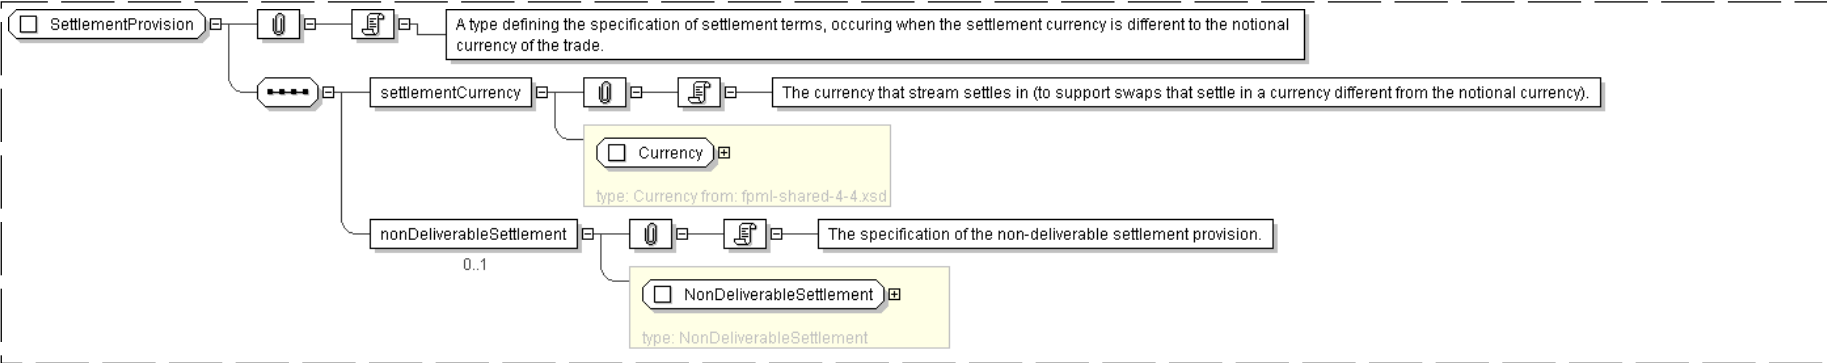 SettlementProvision
A type defining the specification of settlement terms, occuring when the settlement currency is different to the notional
currency of the trade.
settlementCurrency
The currency that stream settles in (to support swaps that settle in a currency different from the notional currency).
Currency
type: Currency from: fpml-shared-4-4.xsd
nonDeliverableSettlement
The specification of the non-deliverable settlement provision.
0..1
NonDeliverableSettlement
type: NonDeliverableSettlement